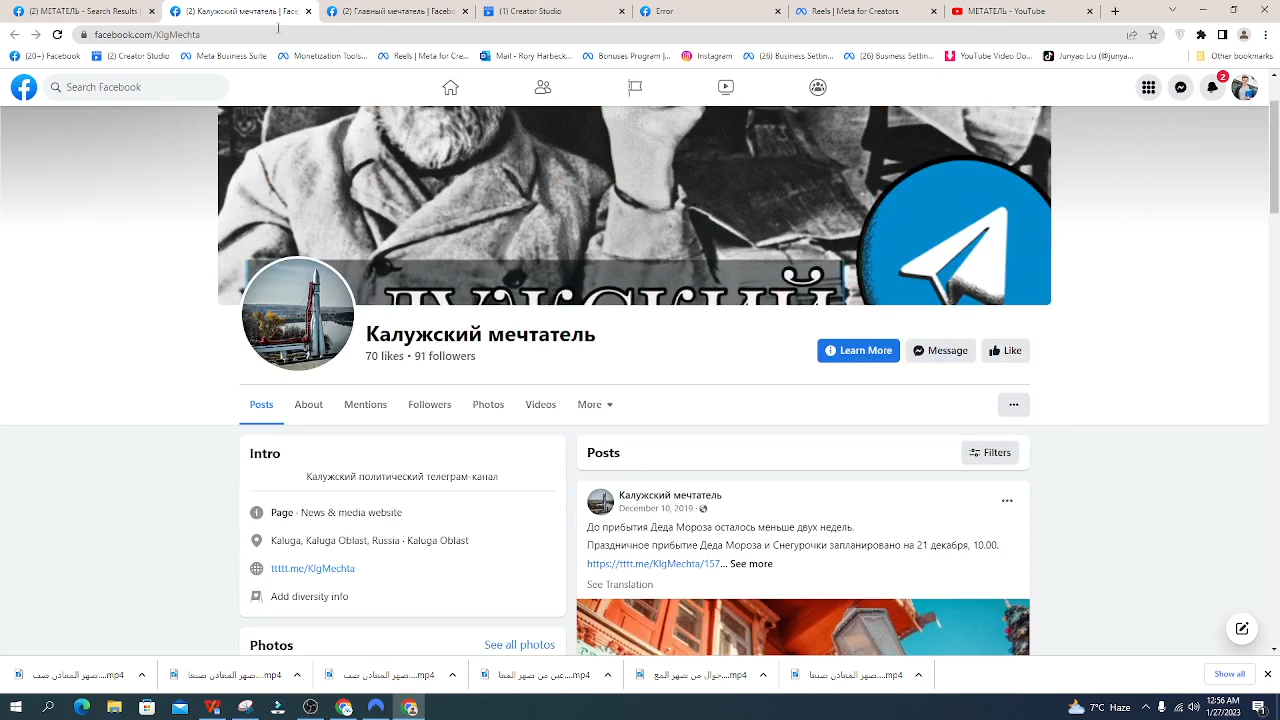 (2) МЕТАТЕЛЬ - Search Results | F
(2) Калужский мечтатель | Face
(2) Главный метатель | Facebo
(1) Creator Studio
Error
Reels | Meta for Creators
МЕТАТЕЛЬ - YouTube
facebook.com/KlgMechta
(20+) Facebook
(2) Creator Studio
Meta Business Suite
Monetization Tools...
Reels | Meta for Cre...
Mail - Rory Harbeck...
Bonuses Program |...
Instagram
(26) Business Settin...
(26) Business Settin...
YouTube Video Do...
Junyao Liu (@junya...
Other bookmarks
Search Facebook
2
Калужский мечтатель
70 likes • 91 followers
Learn More
Message
Like
Posts
About
Mentions
Followers
Photos
Videos
More
Intro
Калужский политический телеграм-канал
Page · News & media website
Kaluga, Kaluga Oblast, Russia · Kaluga Oblast
ttttt.me/KlgMechta
Add diversity info
Photos
See all photos
Posts
Filters
Калужский мечтатель
December 10, 2019 ·
До прибытия Деда Мороза осталось меньше двух недель.
Праздничное прибытие Деда Мороза и Снегурочки запланировано на 21 декабря, 10.00.
https://tttt.me/KlgMechta/157... See more
See Translation
Show all
7°C Haze
12:56 AM
1/27/2023